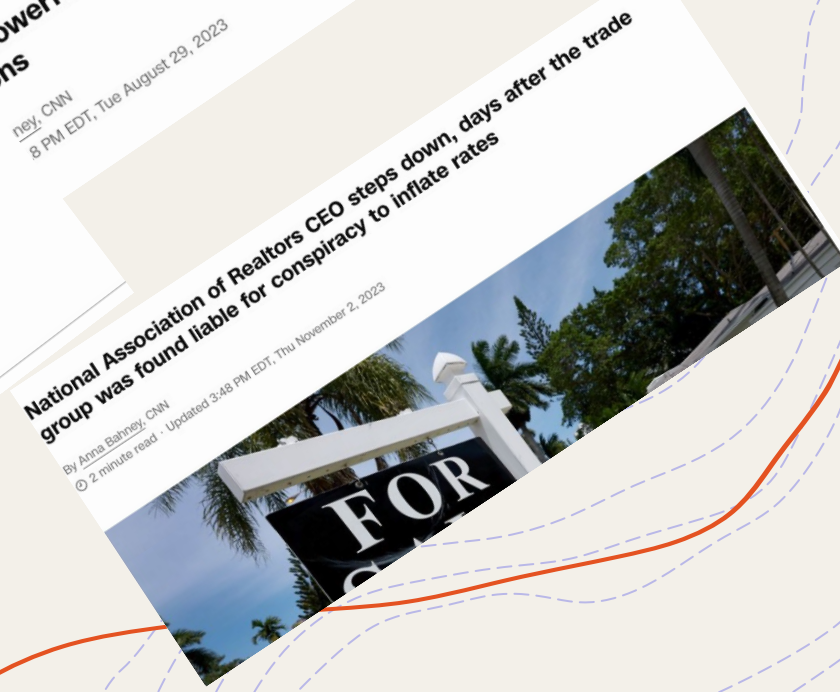 ns
ney, CNN
8 PM EDT, Tue August 29, 2023
National Association of Realtors CEO steps down, days after the trade
group was found liable for conspiracy to inflate rates
By Anna Bahney, CNN
2 minute read · Updated 3:48 PM EDT, Thu November 2, 2023
FOR